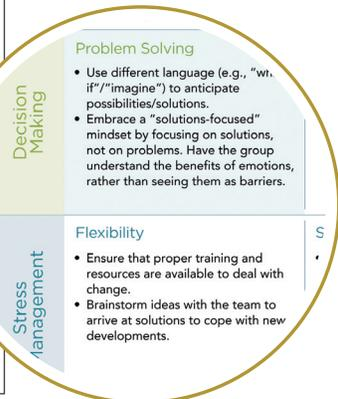 Decision
Making
Problem Solving
• Use different language (e.g.,
if"/"imagine") to anticipate
possibilities/solutions.
• Embrace a "solutions-focused"
mindset by focusing on solutions,
not on problems. Have the group
understand the benefits of emotions,
rather than seeing them as barriers.
Stress
Flexibility
• Ensure that proper training and
resources are available to deal with
change.
• Brainstorm ideas with the team to
arrive at solutions to cope with new
developments.